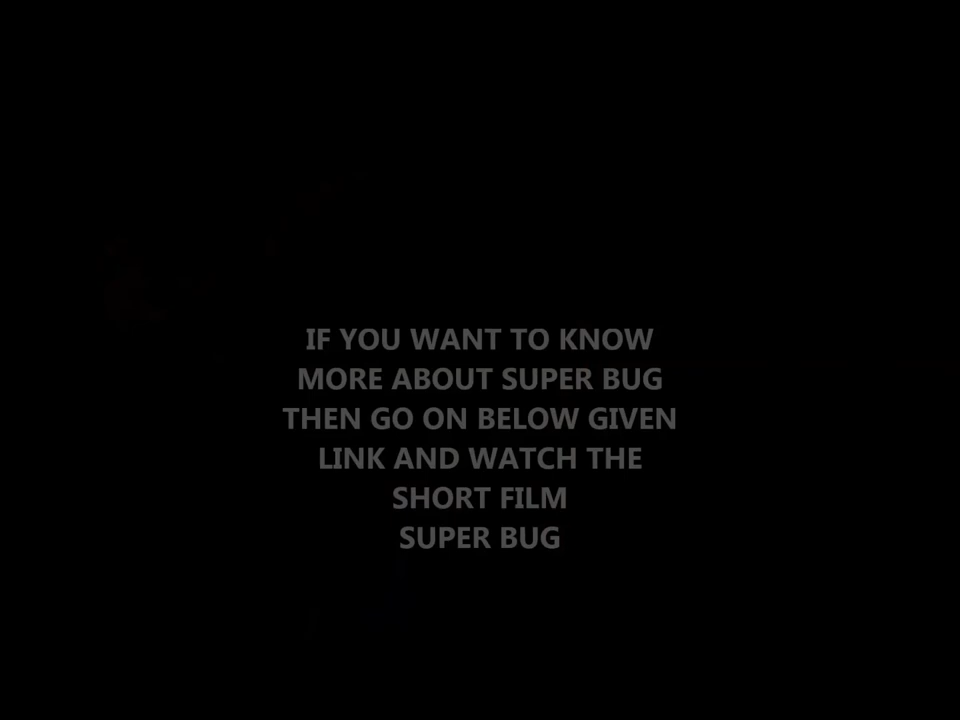 IF YOU WANT TO KNOW
MORE ABOUT SUPER BUG
THEN GO ON BELOW GIVEN
LINK AND WATCH THE
SHORT FILM
SUPER BUG